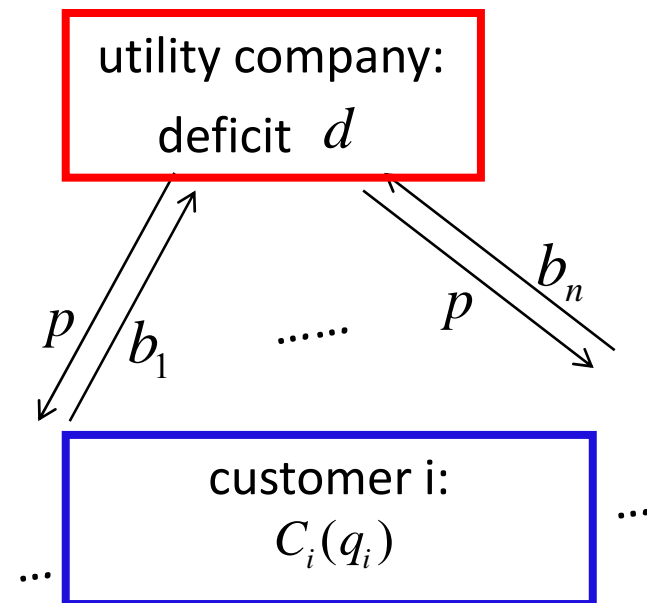 utility company:
deficit d
p
b₁
......
p
bₙ
customer i:
Cᵢ(qᵢ)
...
...